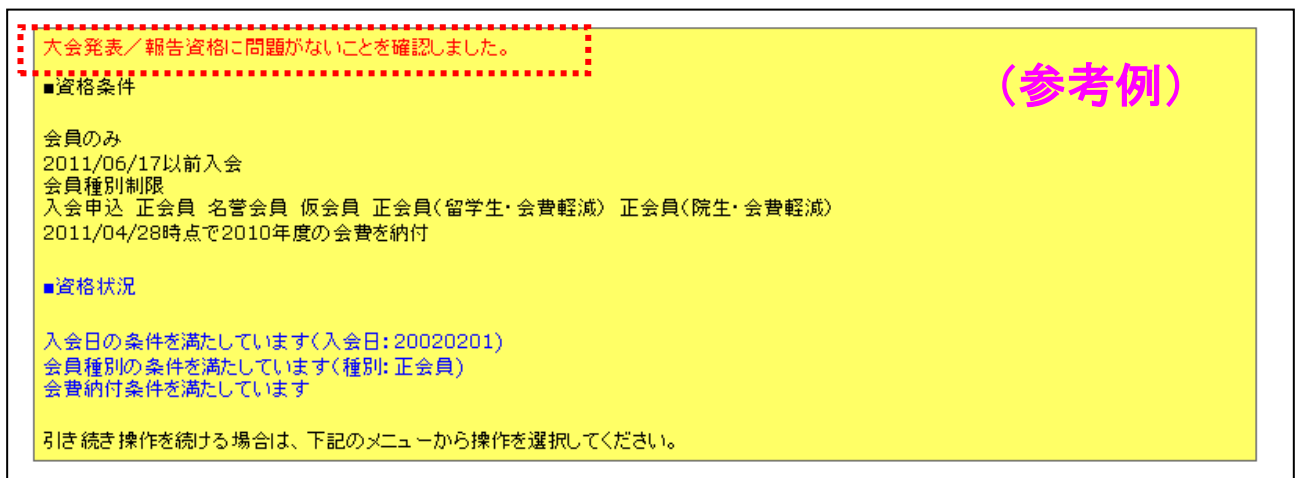 大会発表／報告資格に問題がないことを確認しました。
（参考例）
■資格条件
会員のみ
2011/06/17以前入会
会員種別制限
入会申込 正会員 名誉会員 仮会員 正会員（留学生・会費軽減） 正会員（院生・会費軽減）
2011/04/28時点で2010年度の会費を納付
■資格状況
入会日の条件を満たしています（入会日：20020201）
会員種別の条件を満たしています（種別：正会員）
会費納付条件を満たしています
引き続き操作を続ける場合は、下記のメニューから操作を選択してください。